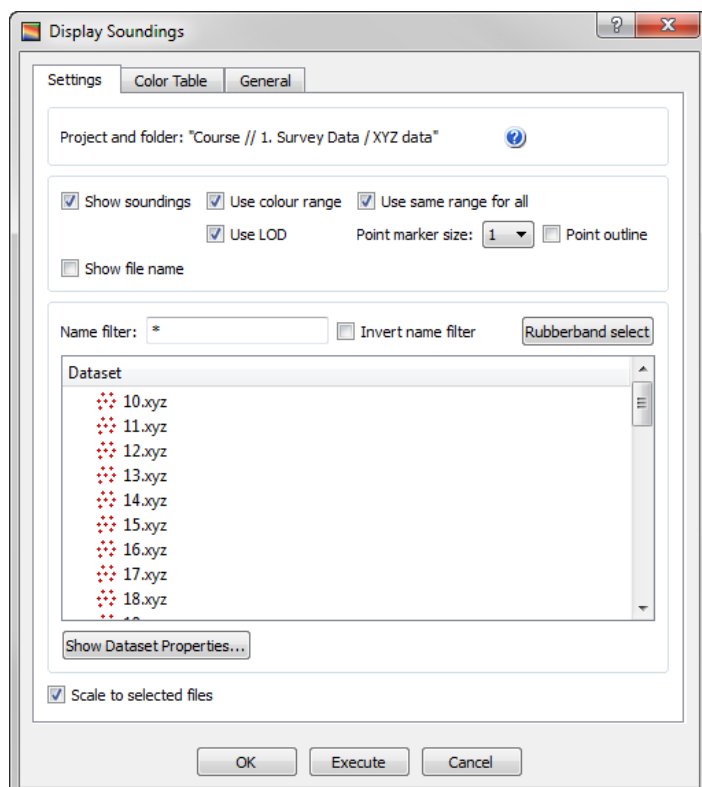 Display Soundings
Settings Color Table General
Project and folder: "Course // 1. Survey Data / XYZ data"
Show soundings Use colour range Use same range for all
Use LOD Point marker size: 1 Point outline
Show file name
Name filter: * Invert name filter Rubberband select
Dataset
10.xyz
11.xyz
12.xyz
13.xyz
14.xyz
15.xyz
16.xyz
17.xyz
18.xyz
Show Dataset Properties...
Scale to selected files
OK Execute Cancel